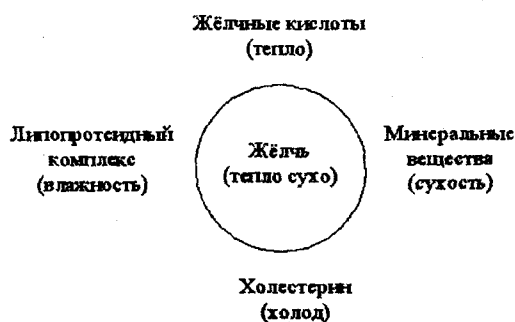 Жёлчные кислоты
(тепло)
Липопротеидный
комплекс
(влажность)
Жёлчь
(тепло сухо)
Минеральные
вещества
(сухость)
Холестерин
(холод)